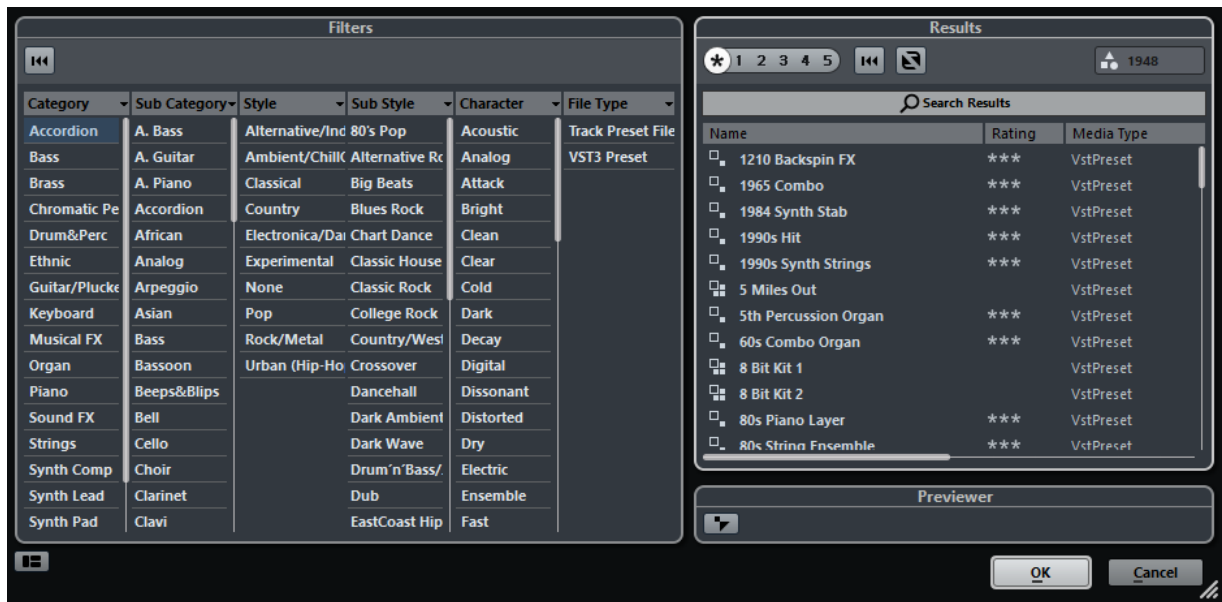 Filters
Category Sub Category Style Sub Style Character File Type
Accordion A. Bass Alternative/Ind 80's Pop Acoustic Track Preset File
Bass A. Guitar Ambient/Chill Alternative Ro Analog VST3 Preset
Brass A. Piano Classical Big Beats Attack
Chromatic Pe Accordion Country Blues Rock Bright
Drum&Perc African Electronica/Dan Chart Dance Clean
Ethnic Analog Experimental Classic House Clear
Guitar/Plucke Arpeggio None Classic Rock Cold
Keyboard Asian Pop College Rock Dark
Musical FX Bass Rock/Metal Country/West Decay
Organ Bassoon Urban (Hip-Ho Crossover Digital
Piano Beeps&Blips Dancehall Dissonant
Sound FX Bell Dark Ambient Distorted
Strings Cello Dark Wave Dry
Synth Comp Choir Drum´n´Bass/ Electric
Synth Lead Clarinet Dub Ensemble
Synth Pad Clavi EastCoast Hip Fast
Results
* 1 2 3 4 5 1948
Search Results
Name Rating Media Type
1210 Backspin FX *** VstPreset
1965 Combo *** VstPreset
1984 Synth Stab *** VstPreset
1990s Hit *** VstPreset
1990s Synth Strings *** VstPreset
5 Miles Out VstPreset
5th Percussion Organ *** VstPreset
60s Combo Organ *** VstPreset
8 Bit Kit 1 VstPreset
8 Bit Kit 2 VstPreset
80s Piano Layer *** VstPreset
80s String Ensemble *** VstPreset
Previewer
OK Cancel